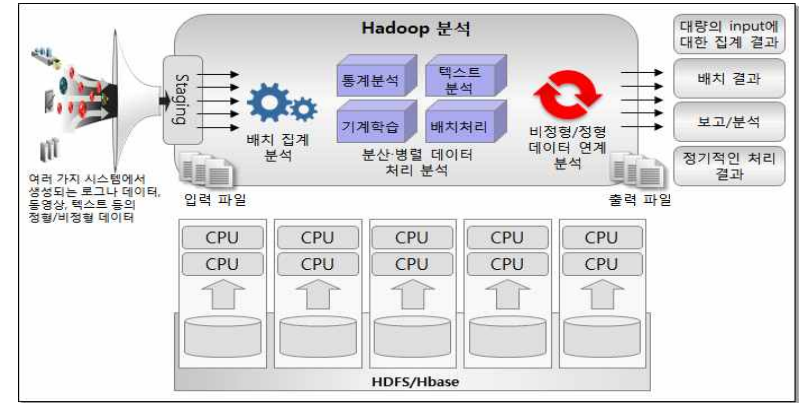 Hadoop 분석
Staging
통계분석
텍스트
분석
기계학습
배치처리
배치 집계
분석
분산·병렬 데이터
처리 분석
비정형/정형
데이터 연계
분석
대량의 input에
대한 집계 결과
배치 결과
보고/분석
정기적인 처리
결과
여러 가지 시스템에서
생성되는 로그나 데이터,
동영상, 텍스트 등의
정형/비정형 데이터
입력 파일
출력 파일
CPU CPU CPU CPU CPU
CPU CPU CPU CPU CPU
HDFS/Hbase